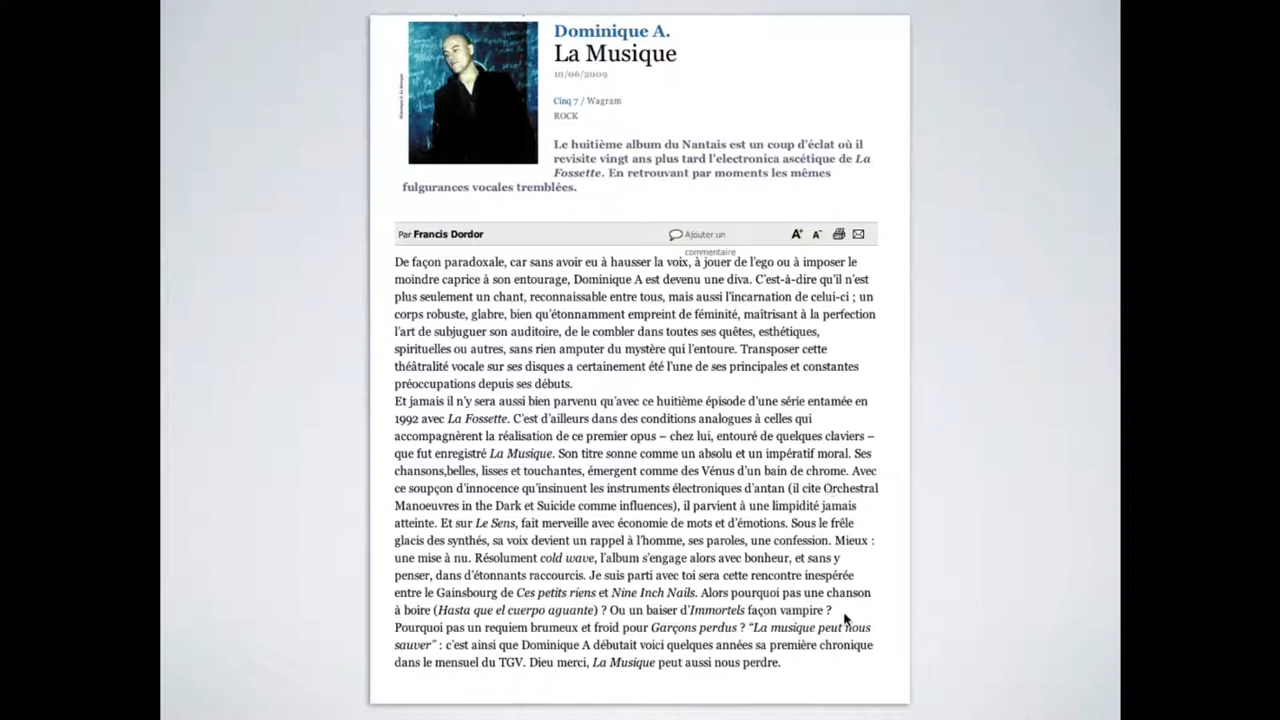 Dominique A.
La Musique
10/06/2009
Cinq 7 / Wagram
ROCK
Le huitième album du Nantais est un coup d'éclat où il
revisite vingt ans plus tard l'electronica ascétique de La
Fossette. En retrouvant par moments les mêmes
fulgurances vocales tremblées.
Par Francis Dordor
Ajouter un
commentaire
A+ A-
De façon paradoxale, car sans avoir eu à hausser la voix, à jouer de l'ego ou à imposer le
moindre caprice à son entourage, Dominique A est devenu une diva. C'est-à-dire qu'il n'est
plus seulement un chant, reconnaissable entre tous, mais aussi l'incarnation de celui-ci ; un
corps robuste, glabre, bien qu'étonnamment empreint de féminité, maîtrisant à la perfection
l'art de subjuguer son auditoire, de le combler dans toutes ses quêtes, esthétiques,
spirituelles ou autres, sans rien amputer du mystère qui l'entoure. Transposer cette
théâtralité vocale sur ses disques a certainement été l'une de ses principales et constantes
préoccupations depuis ses débuts.
Et jamais il n'y sera aussi bien parvenu qu'avec ce huitième épisode d'une série entamée en
1992 avec La Fossette. C'est d'ailleurs dans des conditions analogues à celles qui
accompagnèrent la réalisation de ce premier opus – chez lui, entouré de quelques claviers –
que fut enregistré La Musique. Son titre sonne comme un absolu et un impératif moral. Ses
chansons,belles, lisses et touchantes, émergent comme des Vénus d'un bain de chrome. Avec
ce soupçon d'innocence qu'insinuent les instruments électroniques d'antan (il cite Orchestral
Manoeuvres in the Dark et Suicide comme influences), il parvient à une limpidité jamais
atteinte. Et sur Le Sens, fait merveille avec économie de mots et d'émotions. Sous le frêle
glacis des synthés, sa voix devient un rappel à l'homme, ses paroles, une confession. Mieux :
une mise à nu. Résolument cold wave, l'album s'engage alors avec bonheur, et sans y
penser, dans d'étonnants raccourcis. Je suis parti avec toi sera cette rencontre inespérée
entre le Gainsbourg de Ces petits riens et Nine Inch Nails. Alors pourquoi pas une chanson
à boire (Hasta que el cuerpo aguante) ? Ou un baiser d'Immortels façon vampire ?
Pourquoi pas un requiem brumeux et froid pour Garçons perdus ? “La musique peut nous
sauver” : c'est ainsi que Dominique A débutait voici quelques années sa première chronique
dans le mensuel du TGV. Dieu merci, La Musique peut aussi nous perdre.